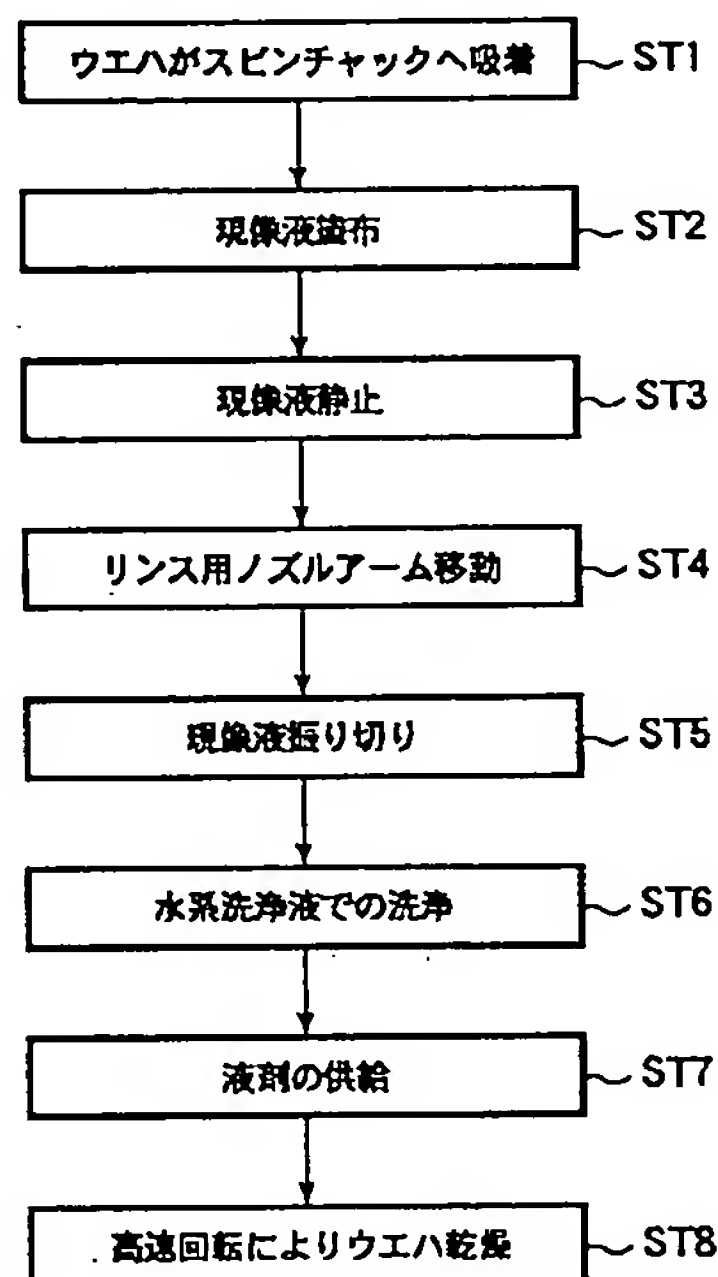 ウエハがスピンチャックへ吸着 ST1
現像液塗布 ST2
現像液静止 ST3
リンス用ノズルアーム移動 ST4
現像液振り切り ST5
水系洗浄液での洗浄 ST6
液剤の供給 ST7
高速回転によりウエハ乾燥 ST8